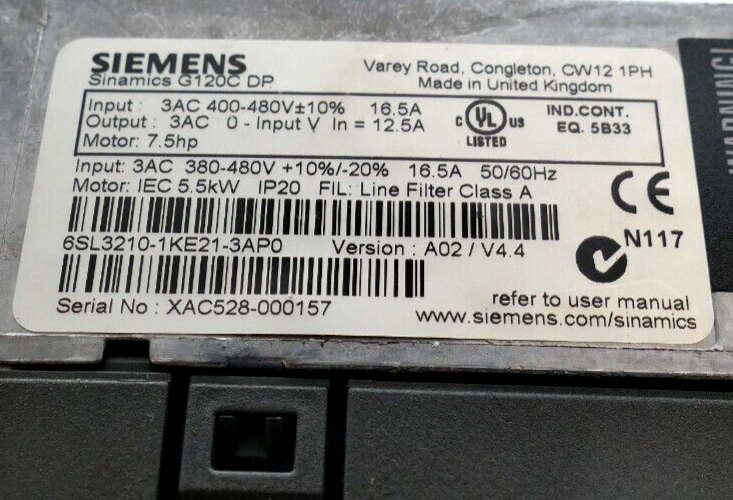 SIEMENS
Sinamics G120C DP
Varey Road, Congleton, CW12 1PH
Made in United Kingdom
Input : 3AC 400-480V±10% 16.5A
Output : 3AC 0 - Input V In = 12.5A
Motor: 7.5hp
C UL US
LISTED
IND.CONT.
EQ. 5B33
Input: 3AC 380-480V +10%/-20% 16.5A 50/60Hz
Motor: IEC 5.5kW IP20 FIL: Line Filter Class A
CE
6SL3210-1KE21-3AP0 Version : A02 / V4.4
N117
Serial No : XAC528-000157
refer to user manual
www.siemens.com/sinamics
WARNING!